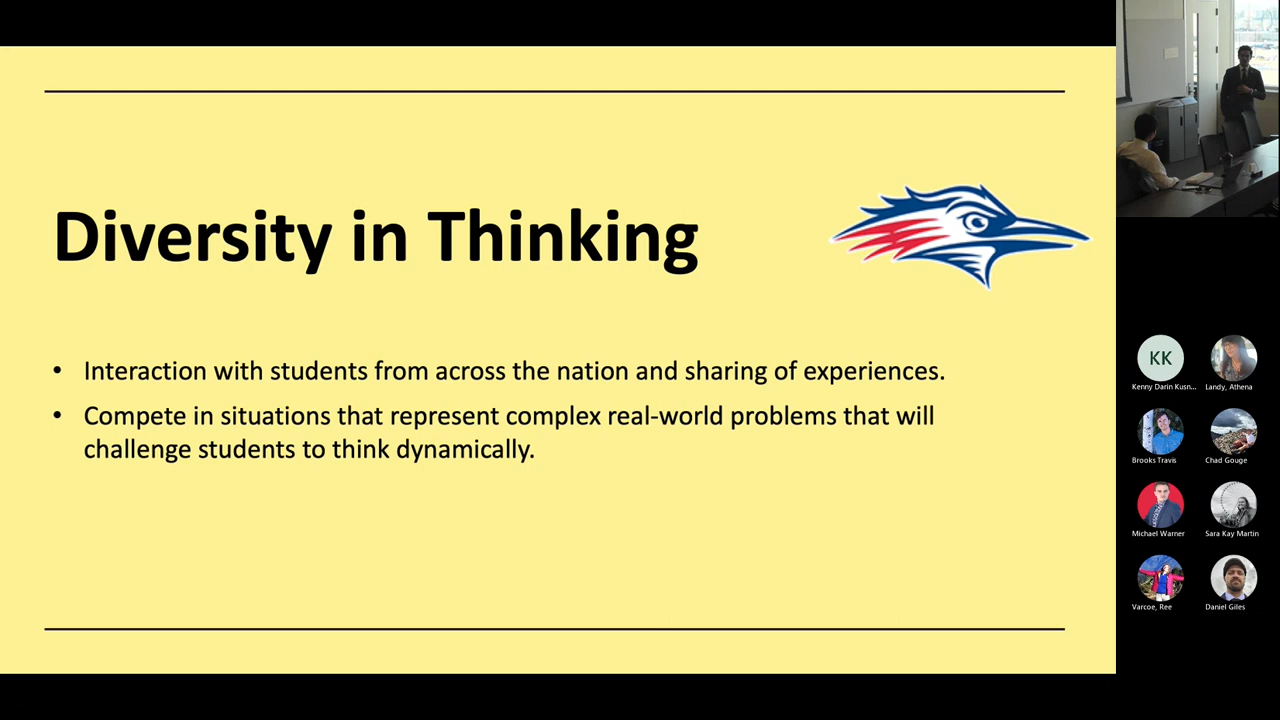 Diversity in Thinking
• Interaction with students from across the nation and sharing of experiences.
• Compete in situations that represent complex real-world problems that will
challenge students to think dynamically.
KK
Kenny Darin Kusn...
Landy, Athena
Brooks Travis
Chad Gouge
Michael Warner
Sara Kay Martin
Varcoe, Ree
Daniel Giles